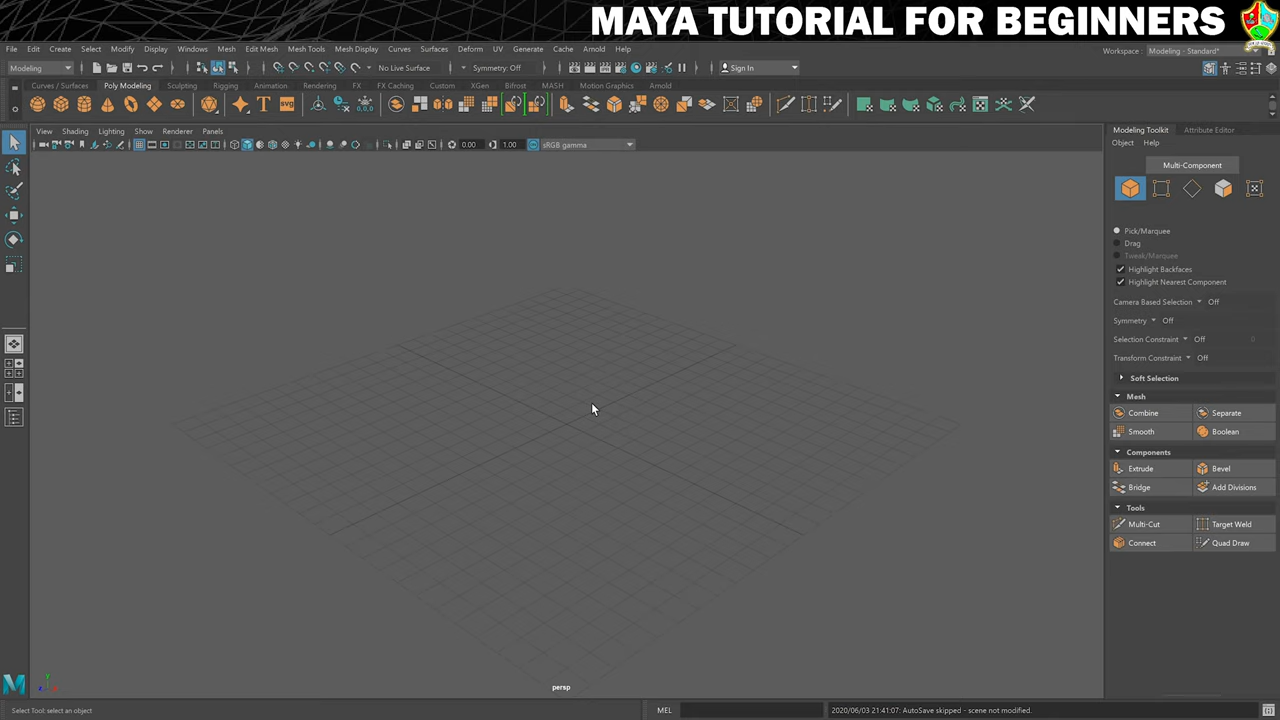 MAYA TUTORIAL FOR BEGINNERS
File Edit Create Select Modify Display Windows Mesh Edit Mesh Mesh Tools Mesh Display Curves Surfaces Deform UV Generate Cache Arnold Help
Workspace : Modeling - Standard*
Modeling No Live Surface Symmetry: Off Sign In
Curves / Surfaces Poly Modeling Sculpting Rigging Animation Rendering FX FX Caching Custom XGen Bifrost MASH Motion Graphics Arnold
SVG
View Shading Lighting Show Renderer Panels
0.00 1.00 sRGB gamma
Modeling Toolkit Attribute Editor
Object Help
Multi-Component
Pick/Marquee
Drag
Tweak/Marquee
Highlight Backfaces
Highlight Nearest Component
Camera Based Selection Off
Symmetry Off
Selection Constraint Off 0
Transform Constraint Off
Soft Selection
Mesh
Combine Separate
Smooth Boolean
Components
Extrude Bevel
Bridge Add Divisions
Tools
Multi-Cut Target Weld
Connect Quad Draw
persp
Select Tool: select an object
MEL
2020/06/03 21:41:07: AutoSave skipped - scene not modified.